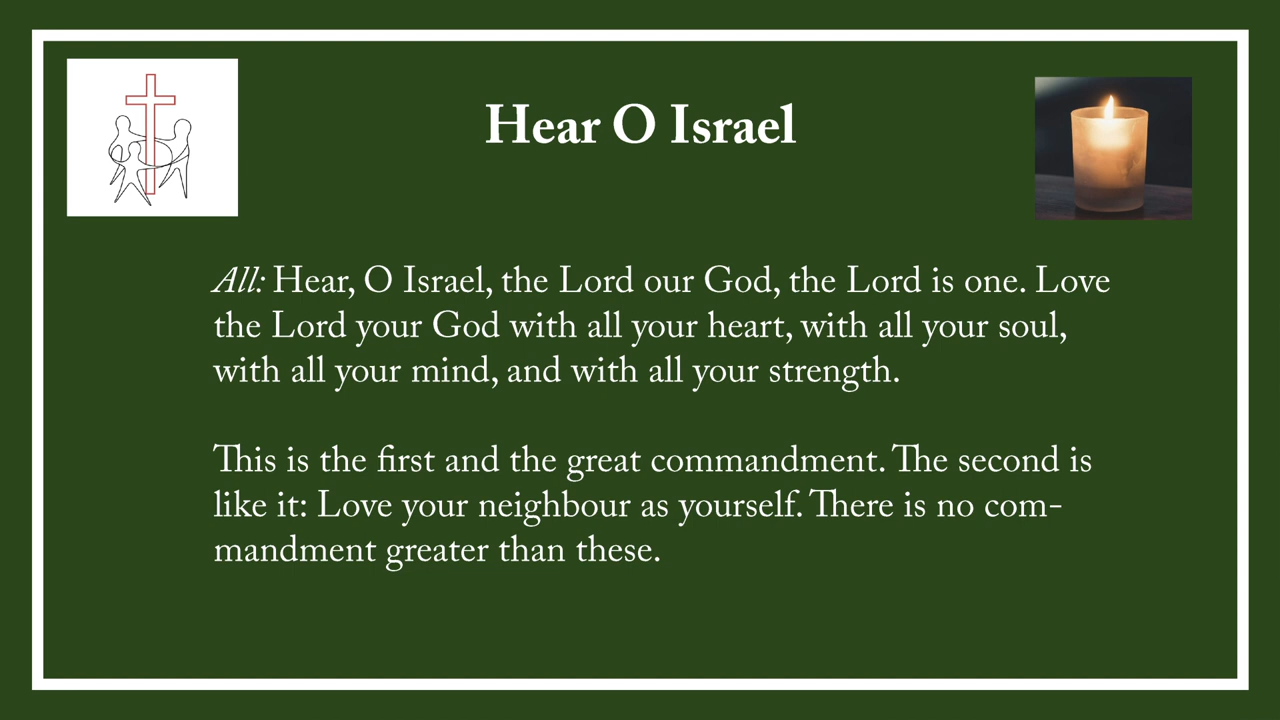 Hear O Israel
All: Hear, O Israel, the Lord our God, the Lord is one. Love
the Lord your God with all your heart, with all your soul,
with all your mind, and with all your strength.
This is the first and the great commandment. The second is
like it: Love your neighbour as yourself. There is no com-
mandment greater than these.